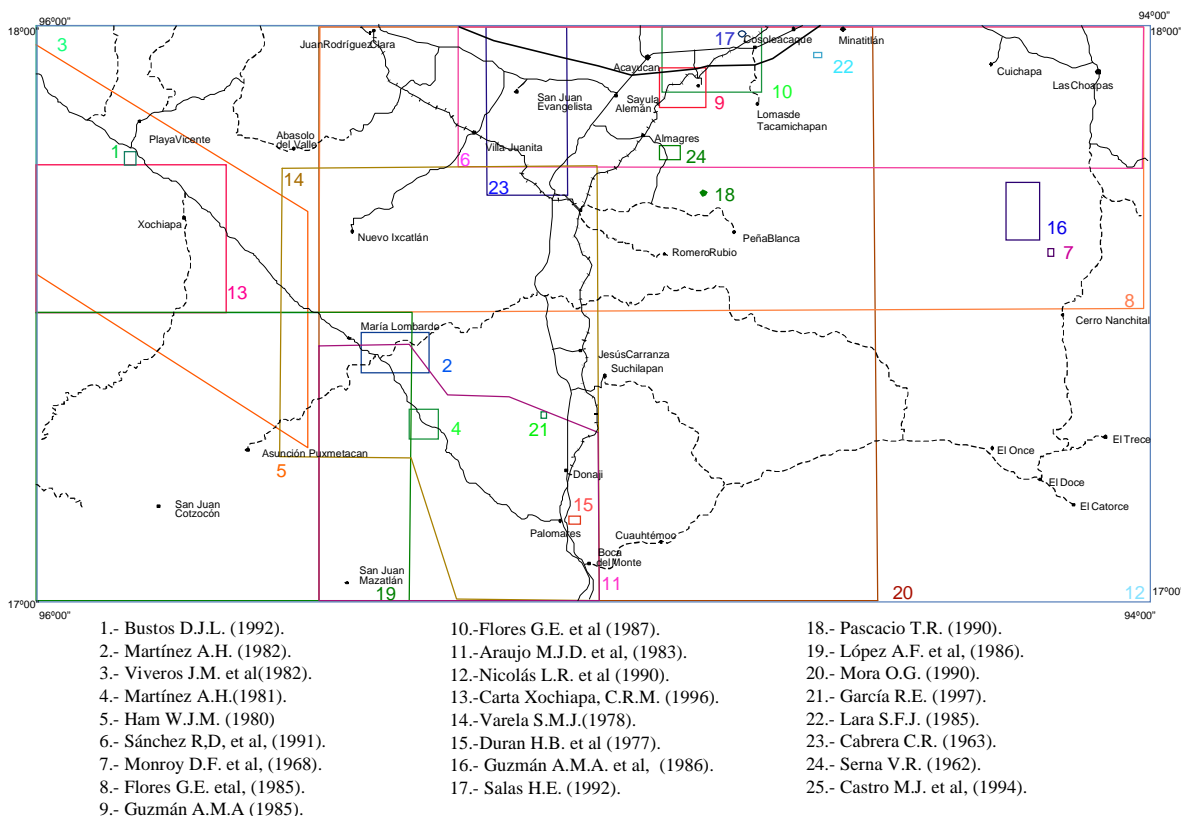 96°00"
94°00"
18°00"
18°00"
3
JuanRodríguezClara
17
Cosoleacaque
Minatitlán
Acayucan
22
Cuichapa
LasChoapas
San Juan
Evangelista
Sayula
Alemán
9
10
Lomasde
Tacamichapan
PlayaVicente
Abasolo
del Valle
Villa Juanita
Almagres
1
6
24
14
23
18
Xochiapa
Nuevo Ixcatlán
PeñaBlanca
16
RomeroRubio
7
13
8
María Lombardo
Cerro Nanchital
2
JesúsCarranza
Suchilapan
4
21
Asunción Puxmetacan
5
El Trece
El Once
Donaji
El Doce
San Juan
Cotzocón
15
El Catorce
Palomares
Cuauhtémoc
Boca
del Monte
San Juan
Mazatlán
19
11
20
12
17°00"
17°00"
96°00"
94°00"
1.- Bustos D.J.L. (1992).
2.- Martínez A.H. (1982).
3.- Viveros J.M. et al(1982).
4.- Martínez A.H.(1981).
5.- Ham W.J.M. (1980)
6.- Sánchez R,D, et al, (1991).
7.- Monroy D.F. et al, (1968).
8.- Flores G.E. etal, (1985).
9.- Guzmán A.M.A (1985).
10.-Flores G.E. et al (1987).
11.-Araujo M.J.D. et al, (1983).
12.-Nicolás L.R. et al (1990).
13.-Carta Xochiapa, C.R.M. (1996).
14.-Varela S.M.J.(1978).
15.-Duran H.B. et al (1977).
16.- Guzmán A.M.A. et al, (1986).
17.- Salas H.E. (1992).
18.- Pascacio T.R. (1990).
19.- López A.F. et al, (1986).
20.- Mora O.G. (1990).
21.- García R.E. (1997).
22.- Lara S.F.J. (1985).
23.- Cabrera C.R. (1963).
24.- Serna V.R. (1962).
25.- Castro M.J. et al, (1994).